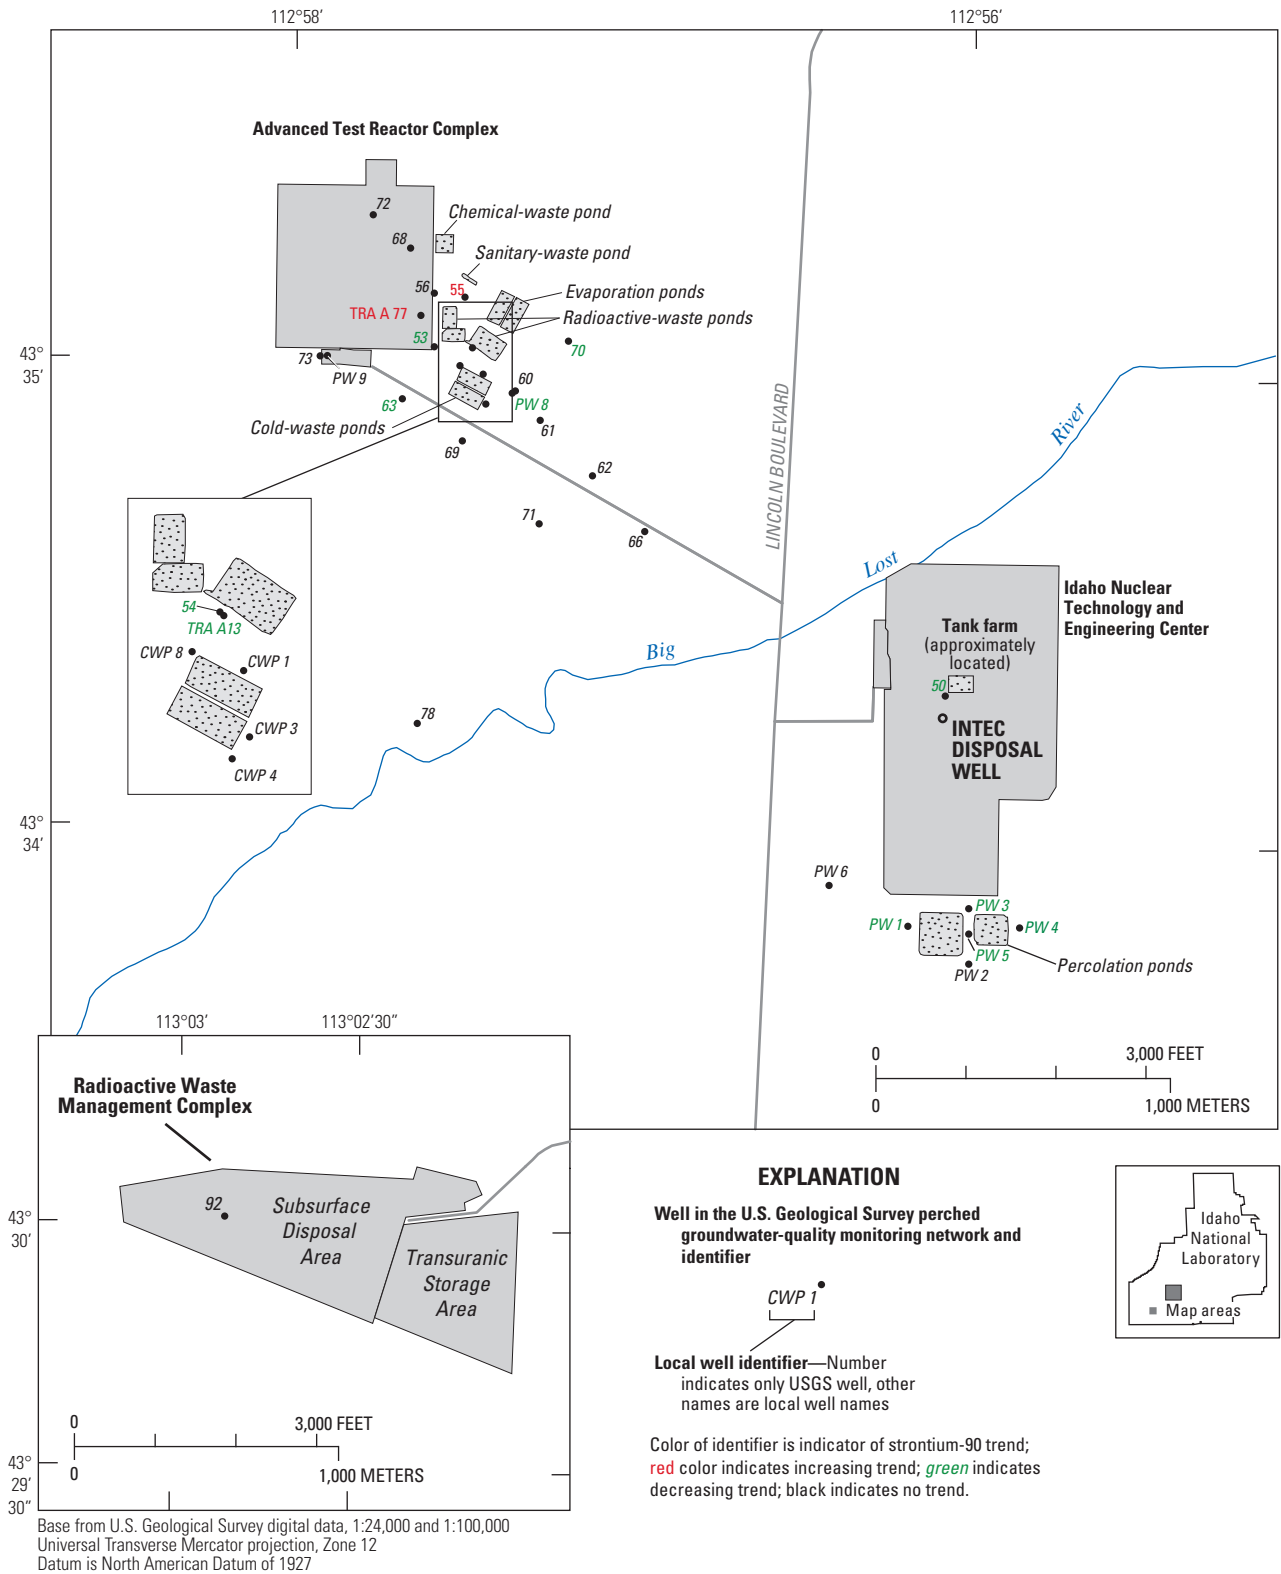 112°58′
112°56′
Advanced Test Reactor Complex
72
Chemical-waste pond
68
Sanitary-waste pond
56
55
Evaporation ponds
TRA A 77
Radioactive-waste ponds
53
70
43°
35′
73
PW 9
60
63
PW 8
Cold-waste ponds
61
69
62
71
66
LINCOLN BOULEVARD
River
Lost
Big
54
TRA A13
CWP 8
CWP 1
CWP 3
CWP 4
78
Idaho Nuclear
Technology and
Engineering Center
Tank farm
(approximately
located)
50
INTEC
DISPOSAL
WELL
43°
34′
PW 6
PW 3
PW 1
PW 4
PW 5
PW 2
Percolation ponds
0
3,000 FEET
0
1,000 METERS
113°03′
113°02′30″
Radioactive Waste
Management Complex
92
Subsurface
Disposal
Area
Transuranic
Storage
Area
43°
30′
0
3,000 FEET
0
1,000 METERS
43°
29′
30″
EXPLANATION
Well in the U.S. Geological Survey perched
groundwater-quality monitoring network and
identifier
CWP 1
Local well identifier—Number
indicates only USGS well, other
names are local well names
Color of identifier is indicator of strontium-90 trend;
red color indicates increasing trend; green indicates
decreasing trend; black indicates no trend.
Idaho
National
Laboratory
Map areas
Base from U.S. Geological Survey digital data, 1:24,000 and 1:100,000
Universal Transverse Mercator projection, Zone 12
Datum is North American Datum of 1927